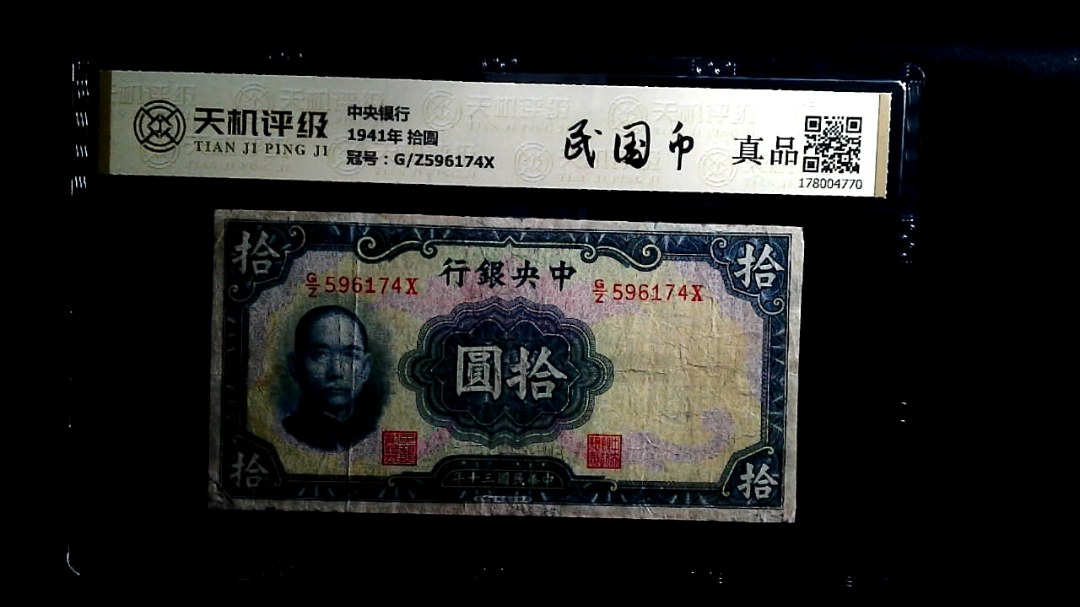 天机评级
TIAN JI PING JI
中央银行
1941年 拾圆
冠号：G/Z596174X
民国币
真品
178004770
拾 拾
行銀央中
G/Z 596174X G/Z 596174X
圓拾
年十三國民華中
拾 拾